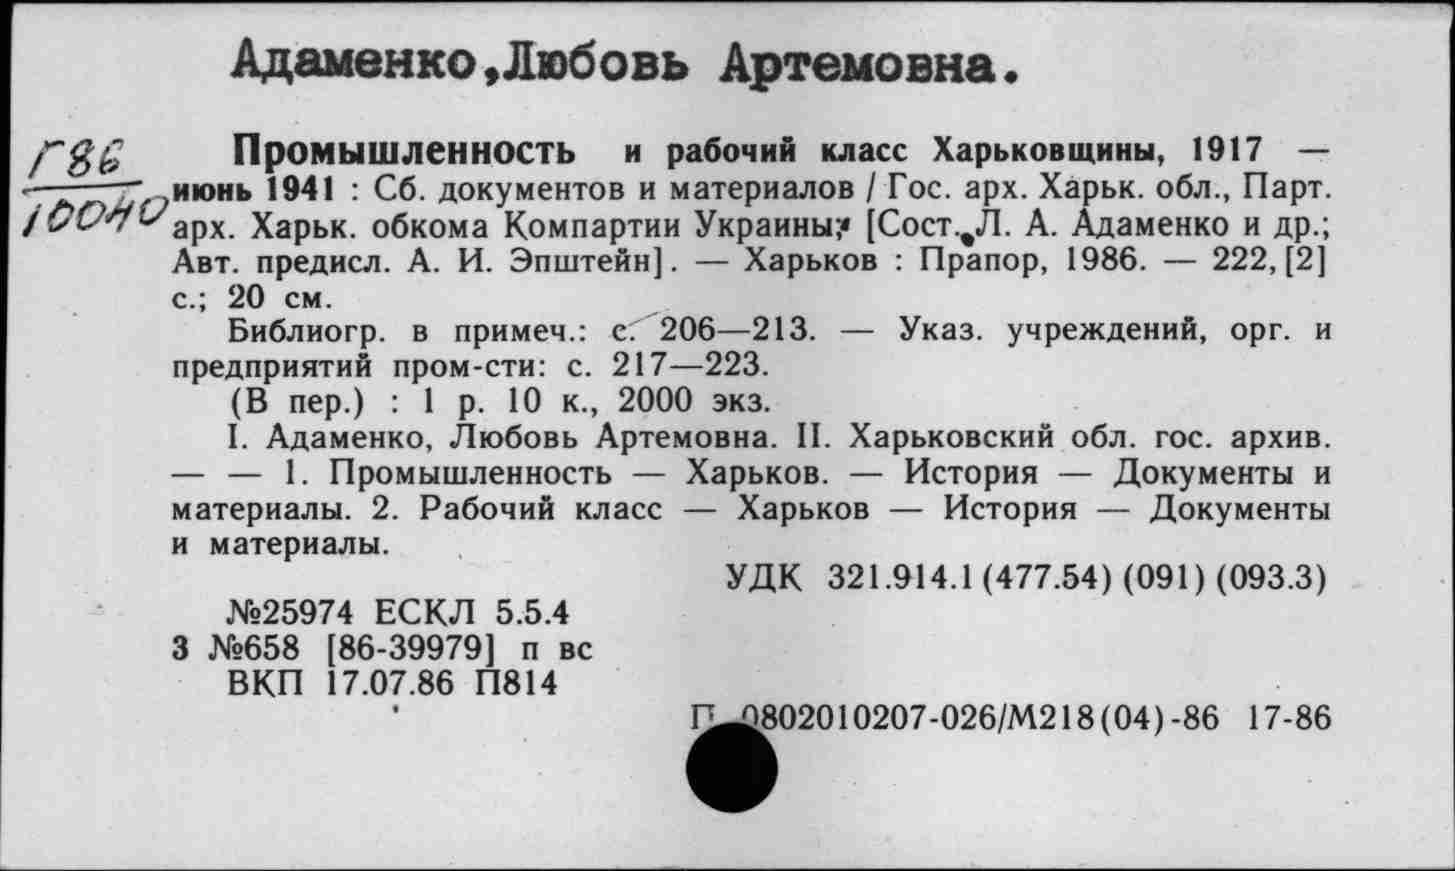 Адаменко,Любовь Артемовна.
Г86
10040
Промышленность и рабочий класс Харьковщины, 1917 —
июнь 1941 : Сб. документов и материалов / Гос. арх. Харьк. обл., Парт.
арх. Харьк. обкома Компартии Украины; [Сост. Л. А. Адаменко и др.;
Авт. предисл. А. И. Эпштейн]. — Харьков : Прапор, 1986. — 222, [2]
с.; 20 см.
Библиогр. в примеч.: с. 206—213. — Указ. учреждений, орг. и
предприятий пром-сти: с. 217—223.
(В пер.) : 1 р. 10 к., 2000 экз.
I. Адаменко, Любовь Артемовна. II. Харьковский обл. гос. архив.
— — 1. Промышленность — Харьков. — История — Документы и
материалы. 2. Рабочий класс — Харьков — История — Документы
и материалы.
УДК 321.914.1 (477.54) (091) (093.3)
№25974 ЕСКЛ 5.5.4
3 №658 [86-39979] п вс
ВКП 17.07.86 П814
П 0802010207-026/М218(04)-86 17-86